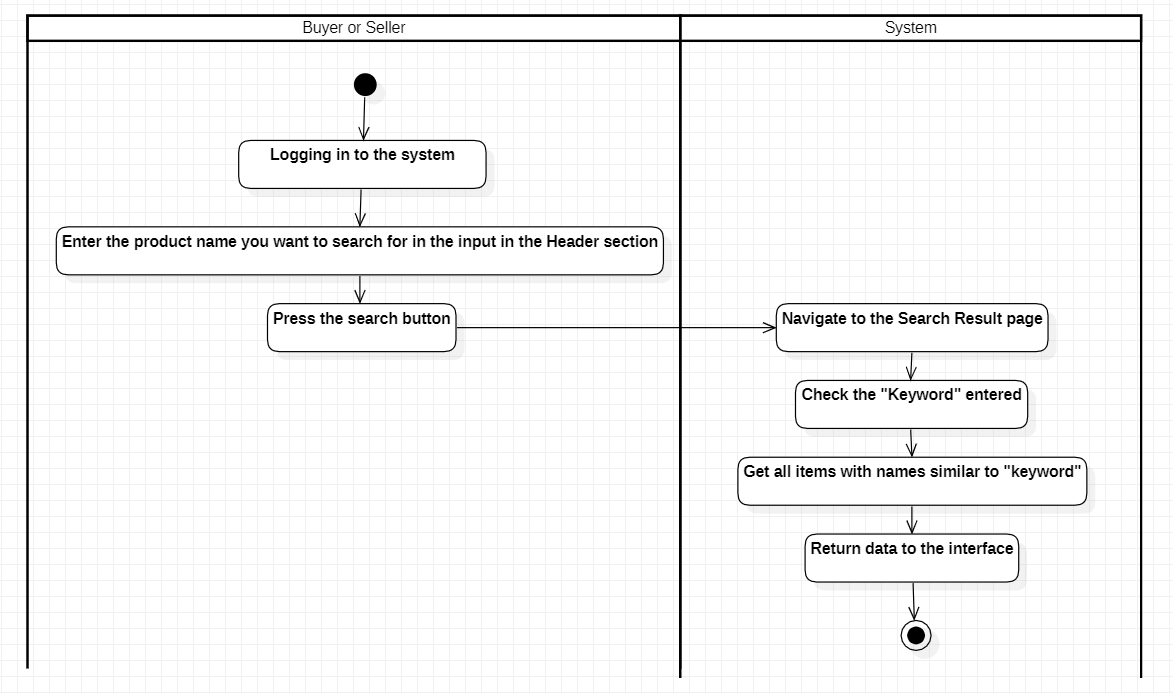 Buyer or Seller
System
Logging in to the system
Enter the product name you want to search for in the input in the Header section
Press the search button
Navigate to the Search Result page
Check the "Keyword" entered
Get all items with names similar to "keyword"
Return data to the interface